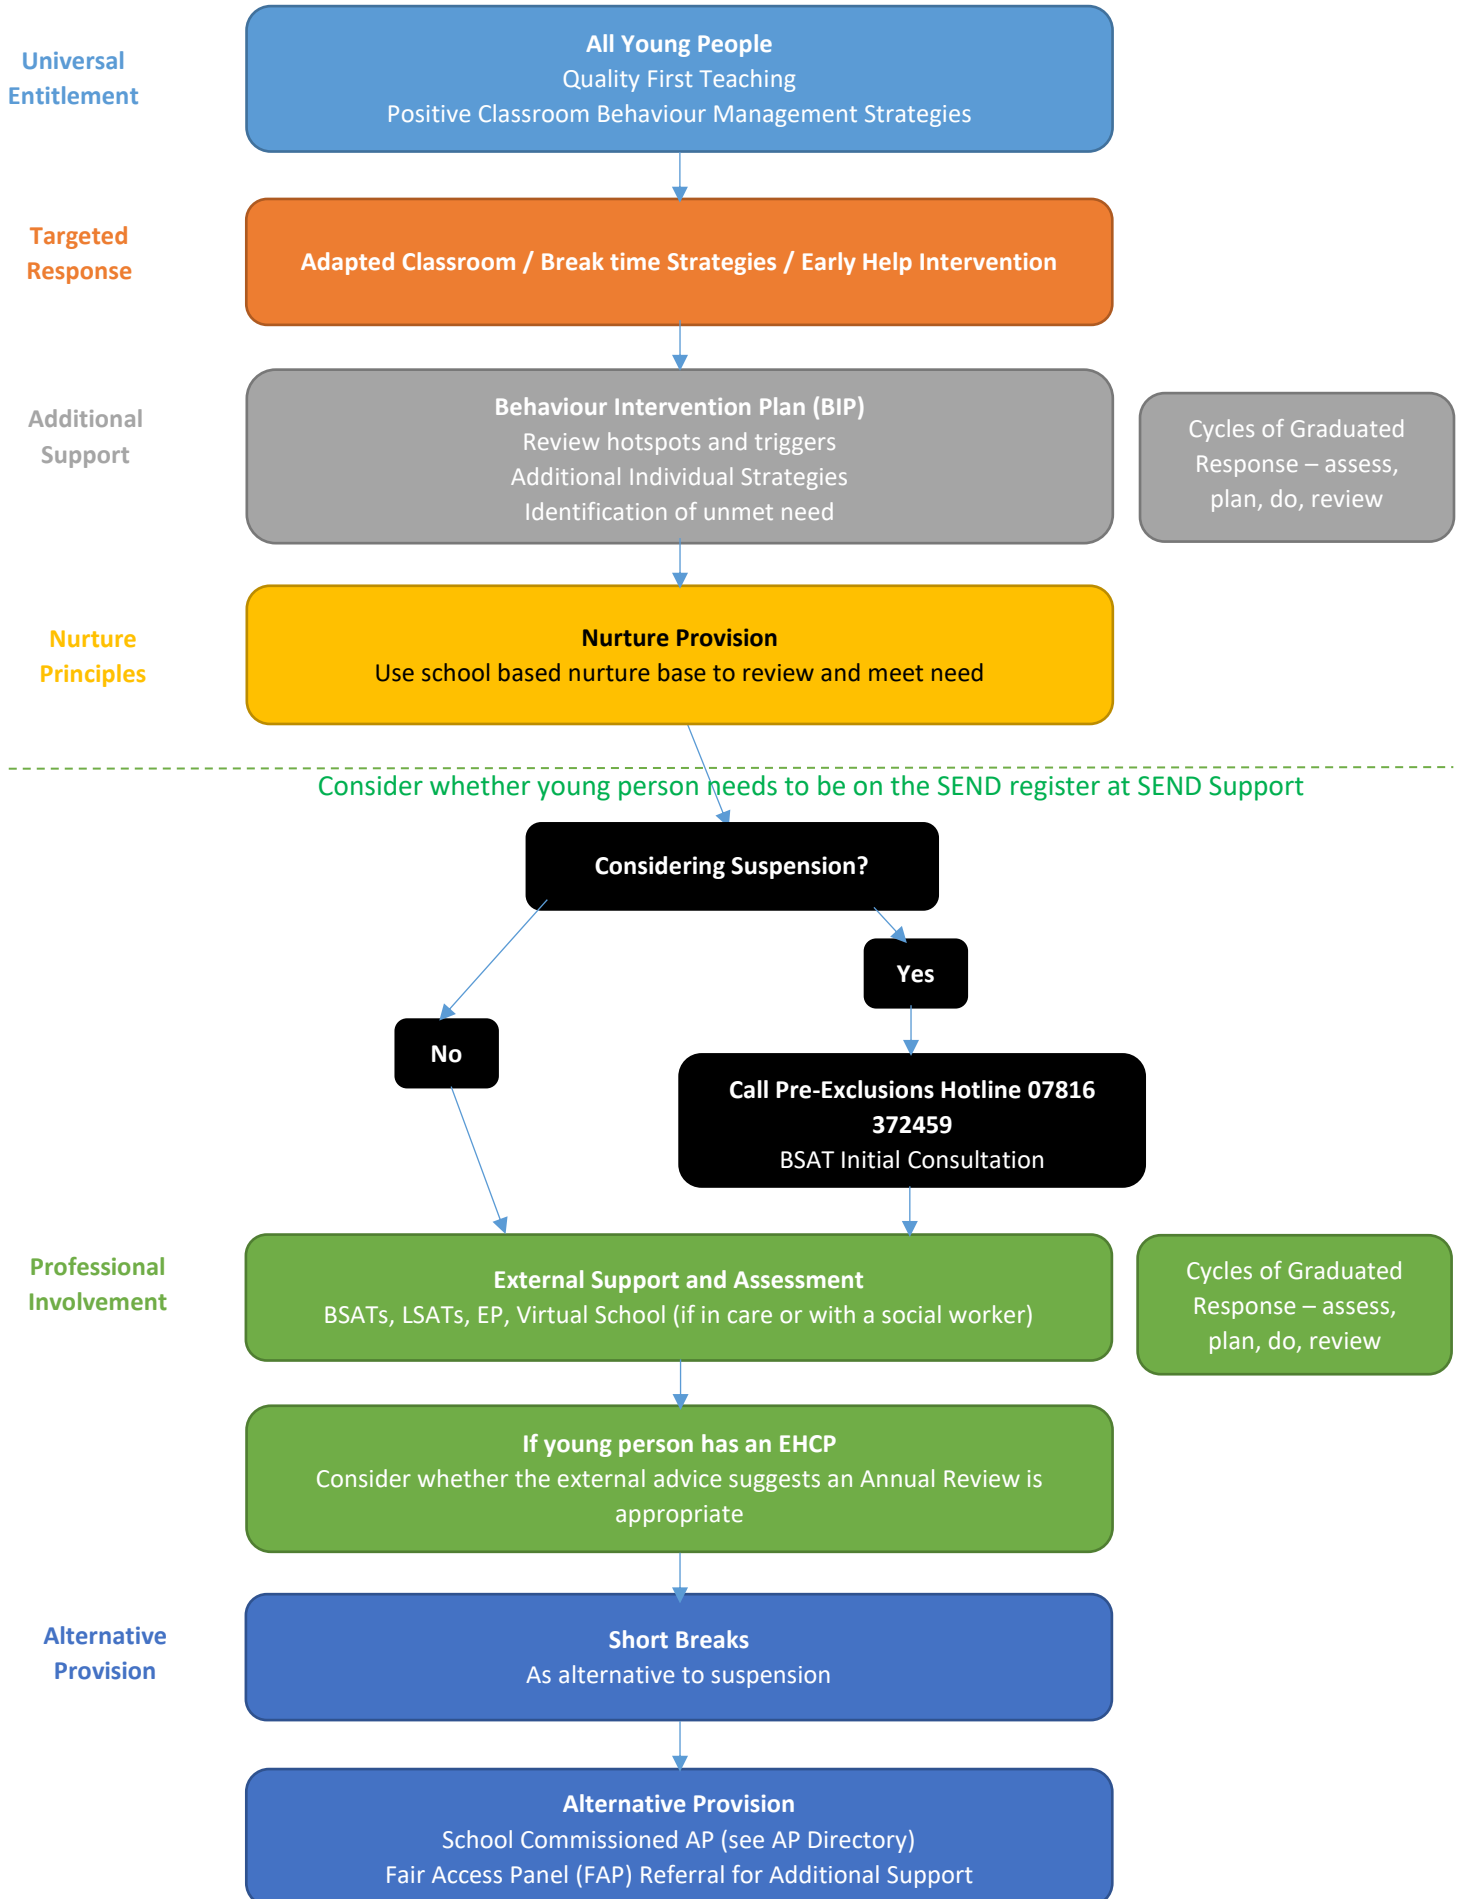 Universal
Entitlement
All Young People
Quality First Teaching
Positive Classroom Behaviour Management Strategies
Targeted
Response
Adapted Classroom / Break time Strategies / Early Help Intervention
Additional
Support
Behaviour Intervention Plan (BIP)
Review hotspots and triggers
Additional Individual Strategies
Identification of unmet need
Cycles of Graduated
Response – assess,
plan, do, review
Nurture
Principles
Nurture Provision
Use school based nurture base to review and meet need
Consider whether young person needs to be on the SEND register at SEND Support
Considering Suspension?
Yes
No
Call Pre-Exclusions Hotline 07816
372459
BSAT Initial Consultation
Professional
Involvement
External Support and Assessment
BSATs, LSATs, EP, Virtual School (if in care or with a social worker)
Cycles of Graduated
Response – assess,
plan, do, review
If young person has an EHCP
Consider whether the external advice suggests an Annual Review is
appropriate
Alternative
Provision
Short Breaks
As alternative to suspension
Alternative Provision
School Commissioned AP (see AP Directory)
Fair Access Panel (FAP) Referral for Additional Support